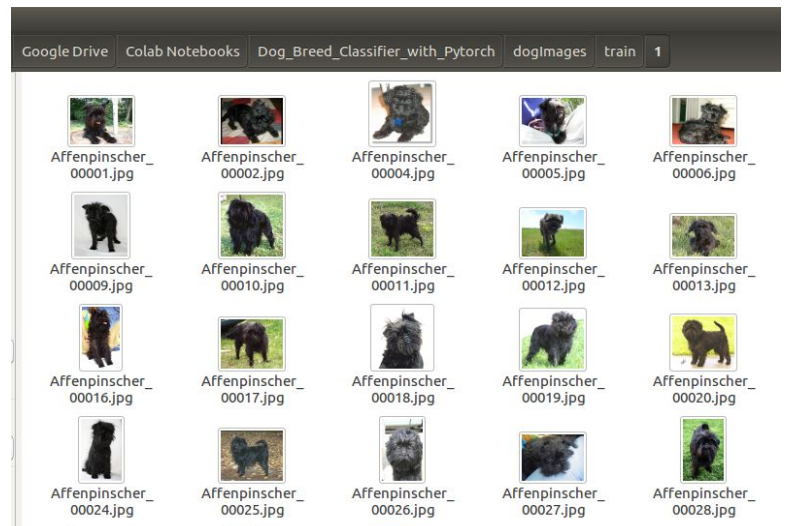 Google Drive Colab Notebooks Dog_Breed_Classifier_with_Pytorch dogImages train 1
Affenpinscher_ Affenpinscher_ Affenpinscher_ Affenpinscher_ Affenpinscher_
00001.jpg 00002.jpg 00004.jpg 00005.jpg 00006.jpg
Affenpinscher_ Affenpinscher_ Affenpinscher_ Affenpinscher_ Affenpinscher_
00009.jpg 00010.jpg 00011.jpg 00012.jpg 00013.jpg
Affenpinscher_ Affenpinscher_ Affenpinscher_ Affenpinscher_ Affenpinscher_
00016.jpg 00017.jpg 00018.jpg 00019.jpg 00020.jpg
Affenpinscher_ Affenpinscher_ Affenpinscher_ Affenpinscher_ Affenpinscher_
00024.jpg 00025.jpg 00026.jpg 00027.jpg 00028.jpg